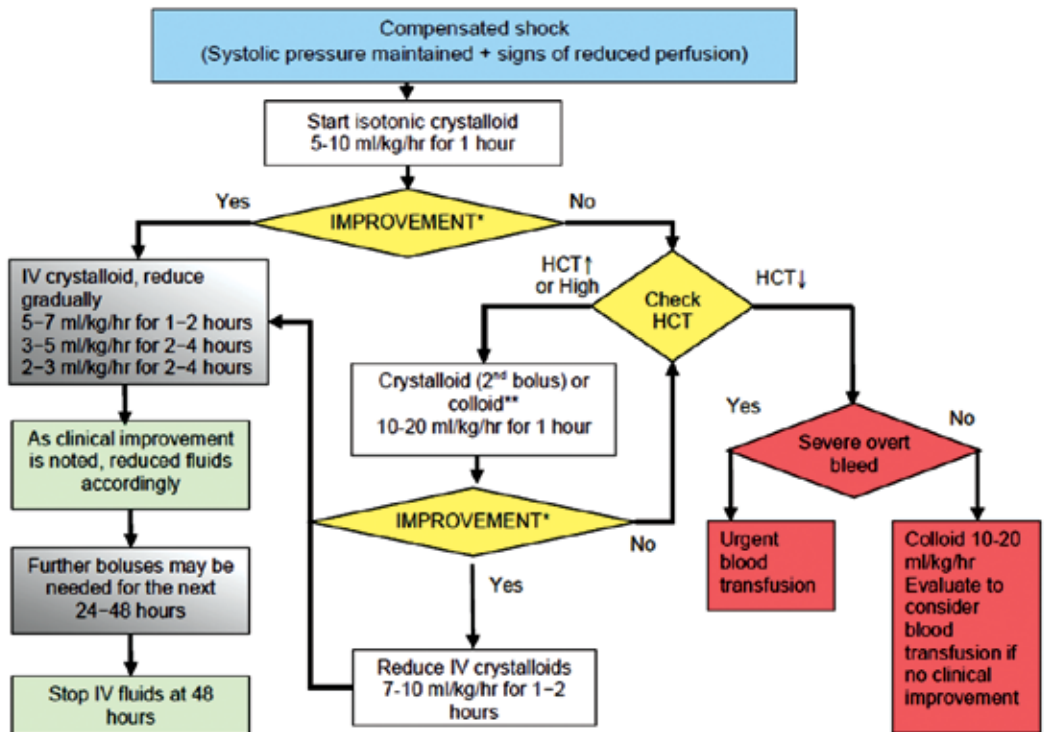 Compensated shock
(Systolic pressure maintained + signs of reduced perfusion)
Start isotonic crystalloid
5-10 ml/kg/hr for 1 hour
Yes
IMPROVEMENT*
No
IV crystalloid, reduce
gradually
5–7 ml/kg/hr for 1–2 hours
3–5 ml/kg/hr for 2–4 hours
2–3 ml/kg/hr for 2–4 hours
HCT↑
or High
Check
HCT
HCT↓
Crystalloid (2nd bolus) or
colloid**
10-20 ml/kg/hr for 1 hour
Yes
Severe overt
bleed
No
As clinical improvement
is noted, reduced fluids
accordingly
IMPROVEMENT*
No
Yes
Urgent
blood
transfusion
Colloid 10-20
ml/kg/hr
Evaluate to
consider
blood
transfusion if
no clinical
improvement
Further boluses may be
needed for the next
24–48 hours
Reduce IV crystalloids
7-10 ml/kg/hr for 1–2
hours
Stop IV fluids at 48
hours